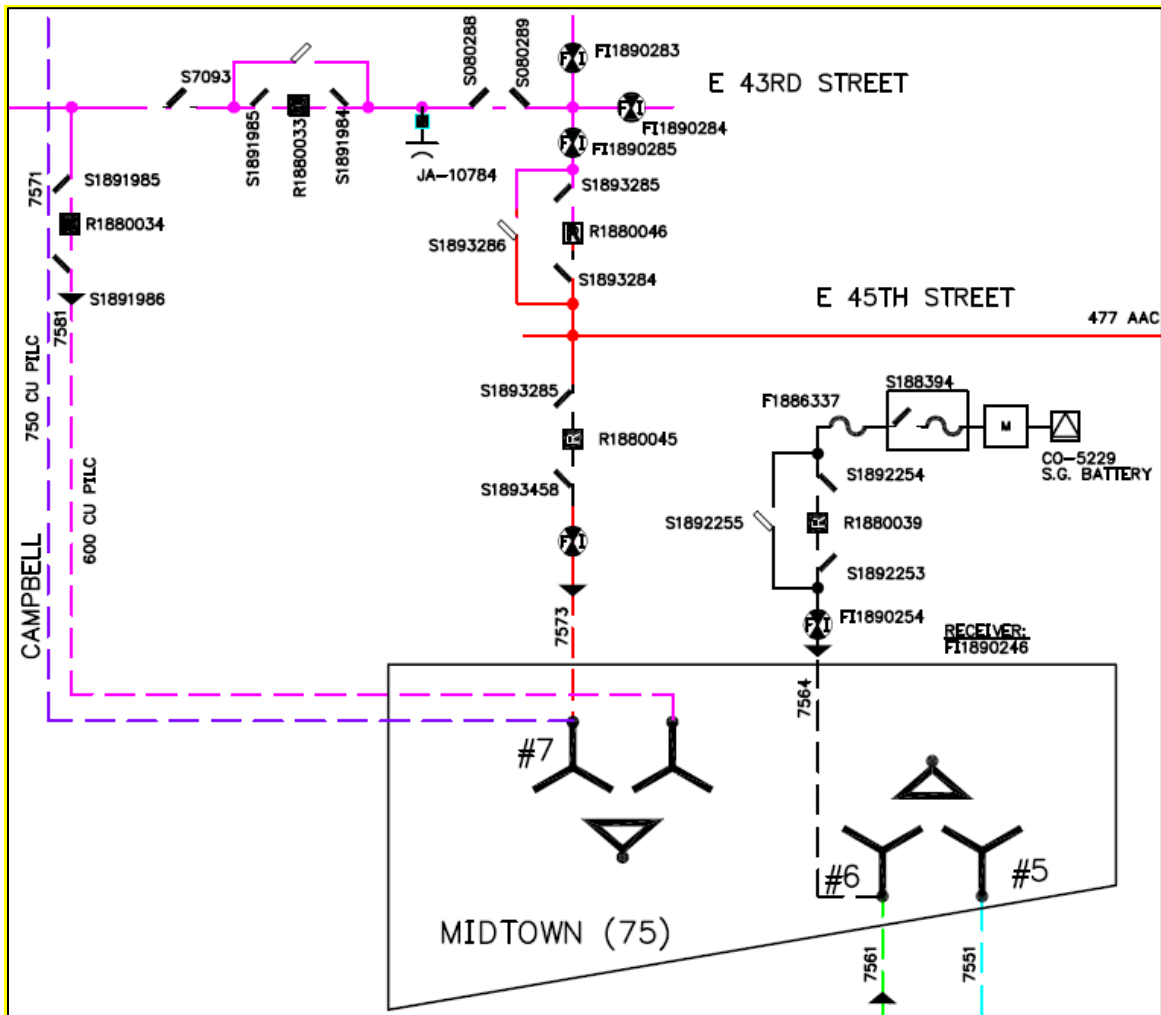 FI1890283
E 43RD STREET
S7093
S080288
S080289
FI1890284
S1891985
R1880033
S1891984
JA-10784
FI1890285
7571
S1891985
S1893285
R1880034
S1893286
R1880046
S1891986
S1893284
7581
E 45TH STREET
477 AAC
750 CU PILC
600 CU PILC
CAMPBELL
S1893285
R1880045
S1893458
F1886337
S188394
M
CO-5229
S.G. BATTERY
S1892254
S1892255
R1880039
S1892253
FI1890254
RECEIVER:
FI1890246
7573
7564
#7
#6
#5
MIDTOWN (75)
7561
7551
F I
F I
F I
F I
F I
R
R
R